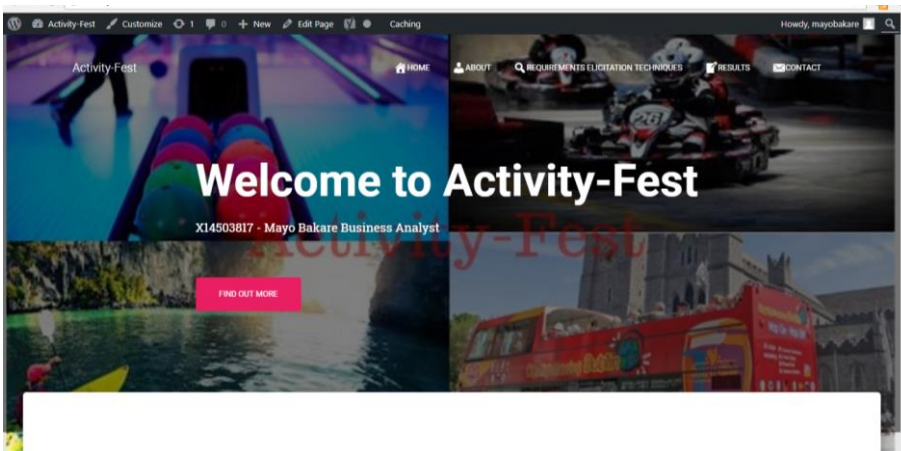 Activity-Fest Customize 1 0 + New Edit Page Caching Howdy, mayobakare
Activity-Fest HOME ABOUT REQUIREMENTS ELICITATION TECHNIQUES RESULTS CONTACT
26
Welcome to Activity-Fest
X14503817 - Mayo Bakare Business Analyst
Activity-Fest
FIND OUT MORE